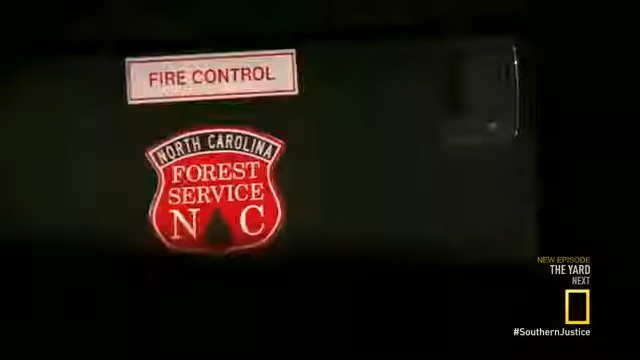 FIRE CONTROL
NORTH CAROLINA
FOREST
SERVICE
N C
NEW EPISODE
THE YARD
NEXT
#SouthernJustice